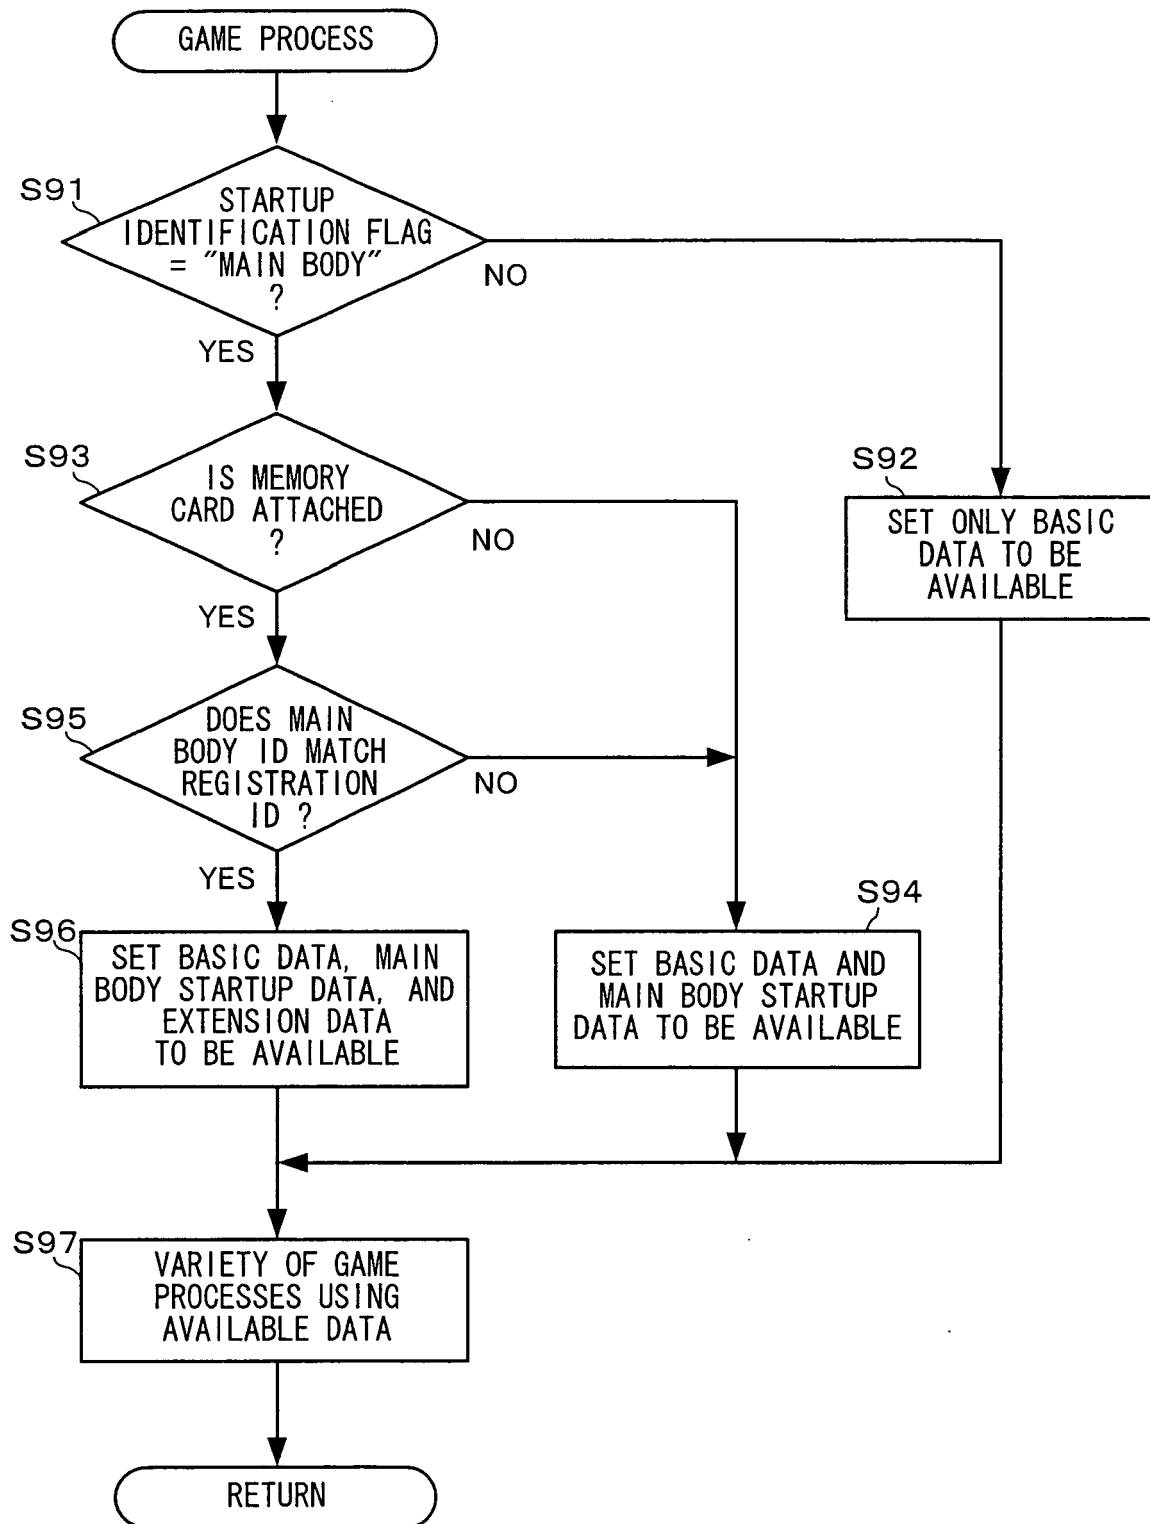 GAME PROCESS
S91
STARTUP
IDENTIFICATION FLAG
= "MAIN BODY"
?
NO
YES
S93
IS MEMORY
CARD ATTACHED
?
NO
YES
S92
SET ONLY BASIC
DATA TO BE
AVAILABLE
S95
DOES MAIN
BODY ID MATCH
REGISTRATION
ID ?
NO
YES
S96
SET BASIC DATA, MAIN
BODY STARTUP DATA, AND
EXTENSION DATA
TO BE AVAILABLE
S94
SET BASIC DATA AND
MAIN BODY STARTUP
DATA TO BE AVAILABLE
S97
VARIETY OF GAME
PROCESSES USING
AVAILABLE DATA
RETURN